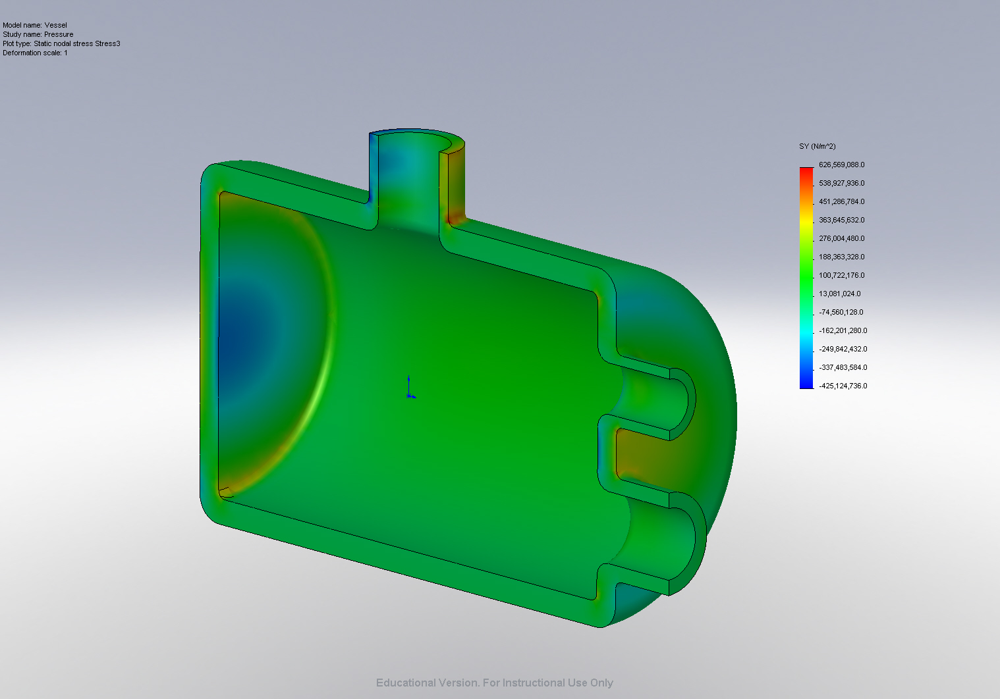 Model name: Vessel
Study name: Pressure
Plot type: Static nodal stress Stress3
Deformation scale: 1
SY (N/m^2)
626,569,088.0
538,927,936.0
451,286,784.0
363,645,632.0
276,004,480.0
188,363,328.0
100,722,176.0
13,081,024.0
-74,560,128.0
-162,201,280.0
-249,842,432.0
-337,483,584.0
-425,124,736.0
Educational Version. For Instructional Use Only